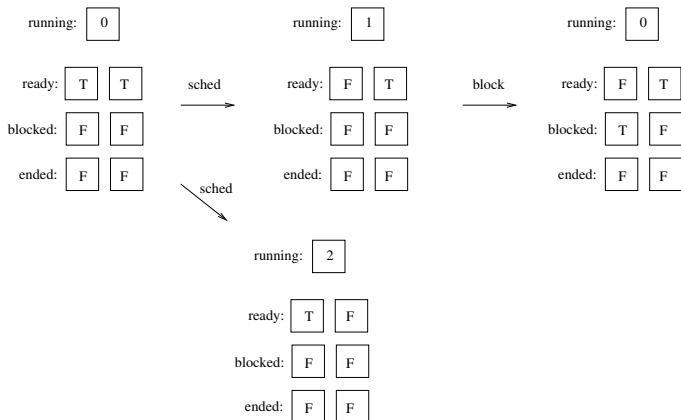 running: 0
ready: T T
blocked: F F
ended: F F
sched
running: 1
ready: F T
blocked: F F
ended: F F
block
running: 0
ready: F T
blocked: T F
ended: F F
sched
running: 2
ready: T F
blocked: F F
ended: F F